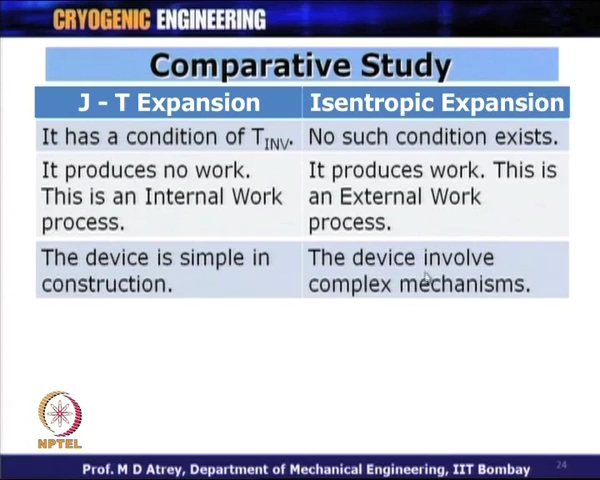 CRYOGENIC ENGINEERING
Comparative Study
J - T Expansion
Isentropic Expansion
It has a condition of TINV.
No such condition exists.
It produces no work.
This is an Internal Work
process.
It produces work. This is
an External Work
process.
The device is simple in
construction.
The device involve
complex mechanisms.
NPTEL
Prof. M D Atrey, Department of Mechanical Engineering, IIT Bombay
24